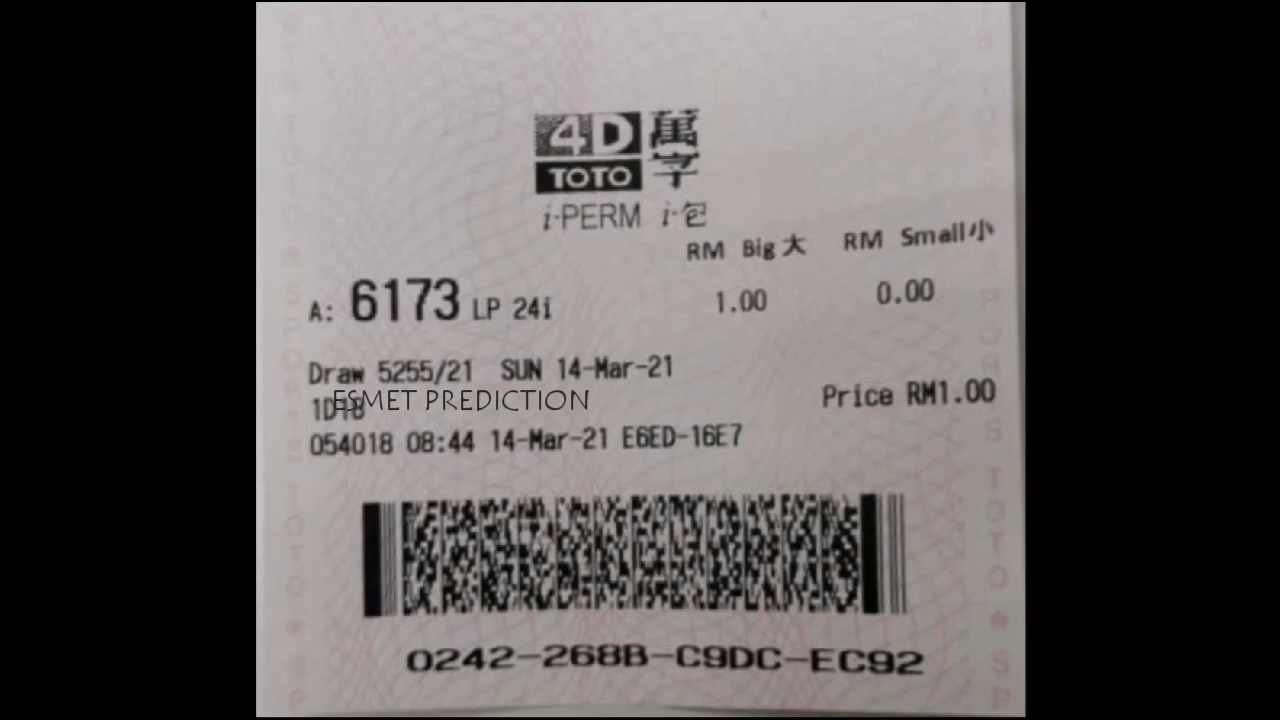 4D 萬字
TOTO
i-PERM i-包
RM Big大 RM Small小
A: 6173 LP 24i 1.00 0.00
Draw 5255/21 SUN 14-Mar-21
ESMET PREDICTION
Price RM1.00
054018 08:44 14-Mar-21 E6ED-16E7
0242-268B-C9DC-EC92